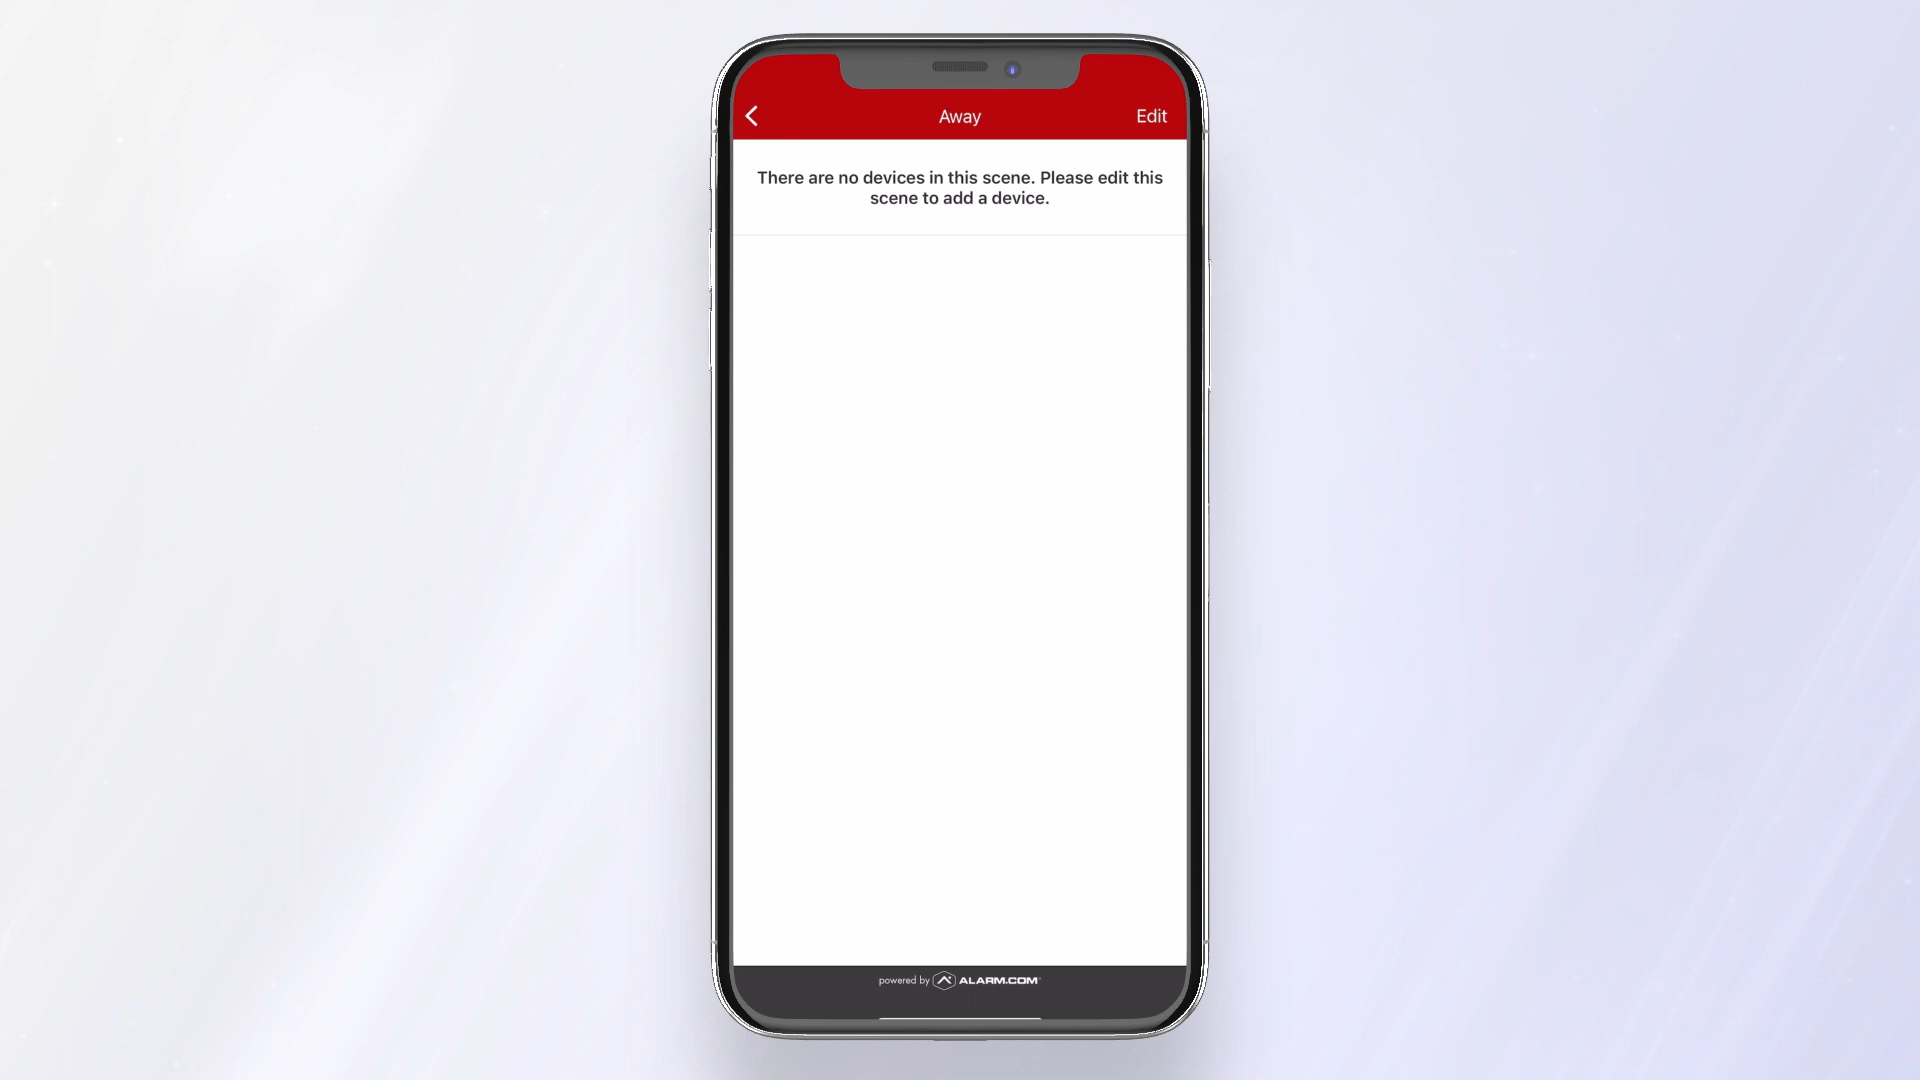 Away
Edit
There are no devices in this scene. Please edit this
scene to add a device.
powered by ALARM.COM